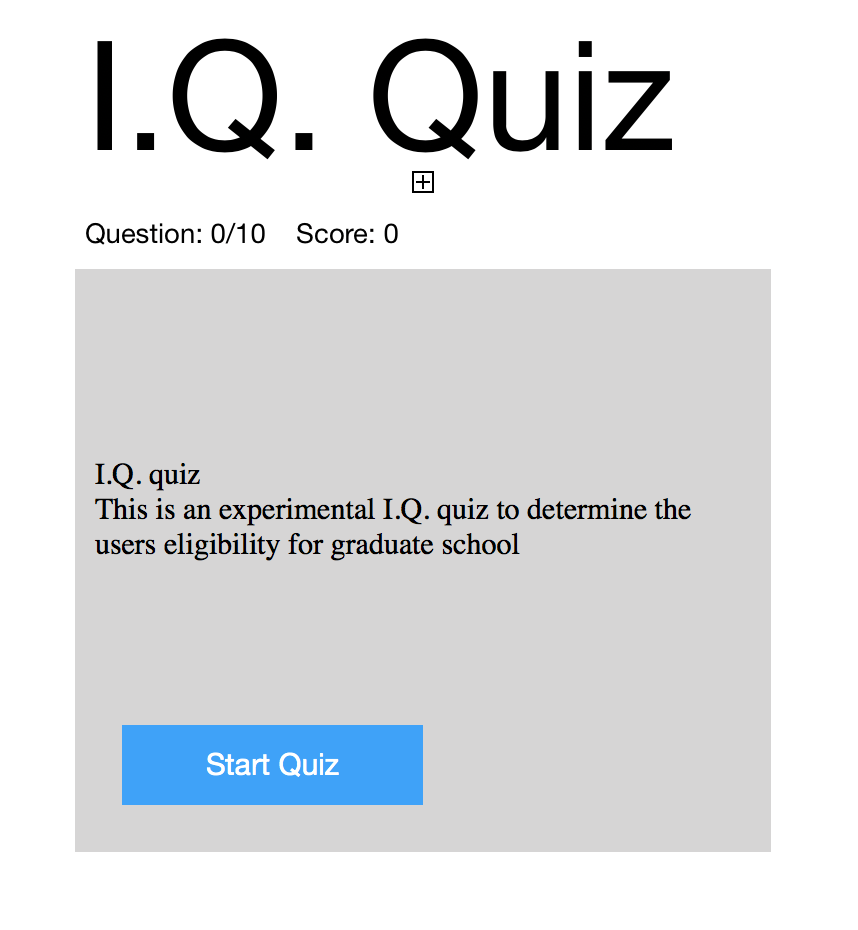 I.Q. Quiz
Question: 0/10 Score: 0
I.Q. quiz
This is an experimental I.Q. quiz to determine the
users eligibility for graduate school
Start Quiz